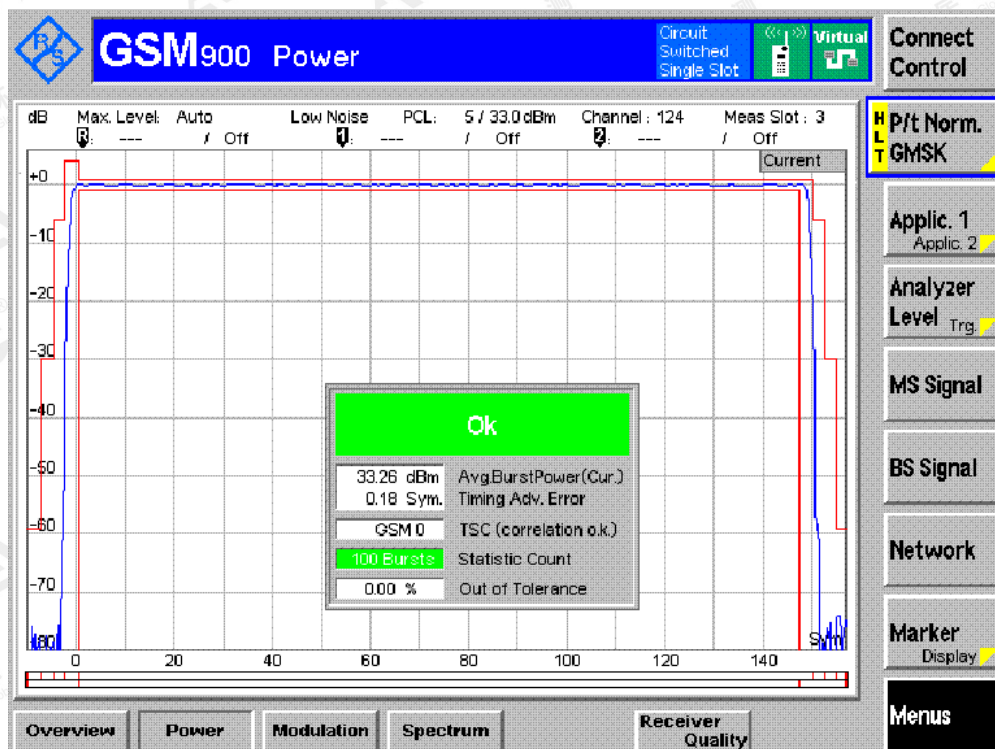 R S
GSM900 Power
Circuit
Switched
Single Slot
Virtual
Connect
Control
dB Max. Level: Auto Low Noise PCL: 5 / 33.0 dBm Channel : 124 Meas Slot : 3
R: --- / Off 1: --- / Off 2: --- / Off
Current
H
L
T
P/t Norm.
GMSK
Applic. 1
Applic. 2
Analyzer
Level Trg.
MS Signal
BS Signal
Network
Marker
Display
Menus
+0
-10
-20
-30
-40
-50
-60
-70
-80
Ok
33.26 dBm Avg.BurstPower(Cur.)
0.18 Sym. Timing Adv. Error
GSM 0 TSC (correlation o.k.)
100 Bursts Statistic Count
0.00 % Out of Tolerance
Sym
0 20 40 60 80 100 120 140
Overview Power Modulation Spectrum Receiver
Quality